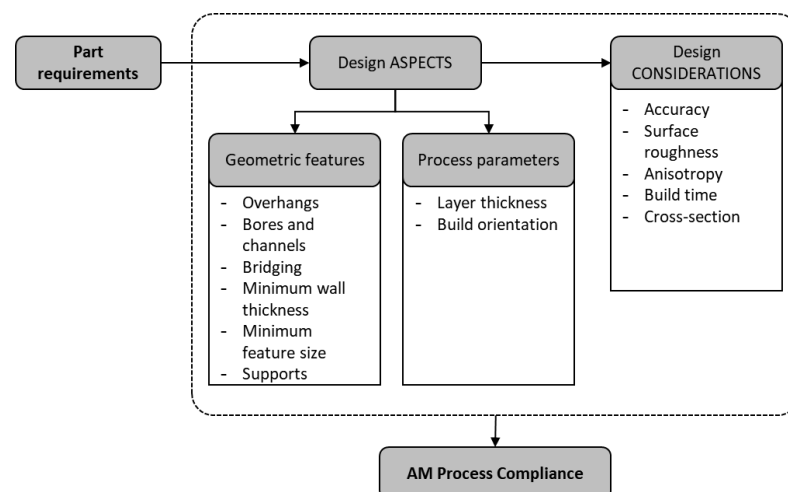 Part
requirements
Design ASPECTS
Design
CONSIDERATIONS
- Accuracy
- Surface
roughness
- Anisotropy
- Build time
- Cross-section
Geometric features
- Overhangs
- Bores and
channels
- Bridging
- Minimum wall
thickness
- Minimum
feature size
- Supports
Process parameters
- Layer thickness
- Build orientation
AM Process Compliance